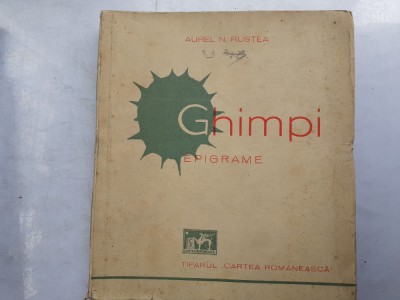 AUREL N. RUSTEA
Ghimpi
EPIGRAME
TIPARUL „CARTEA ROMÂNEASCĂ"